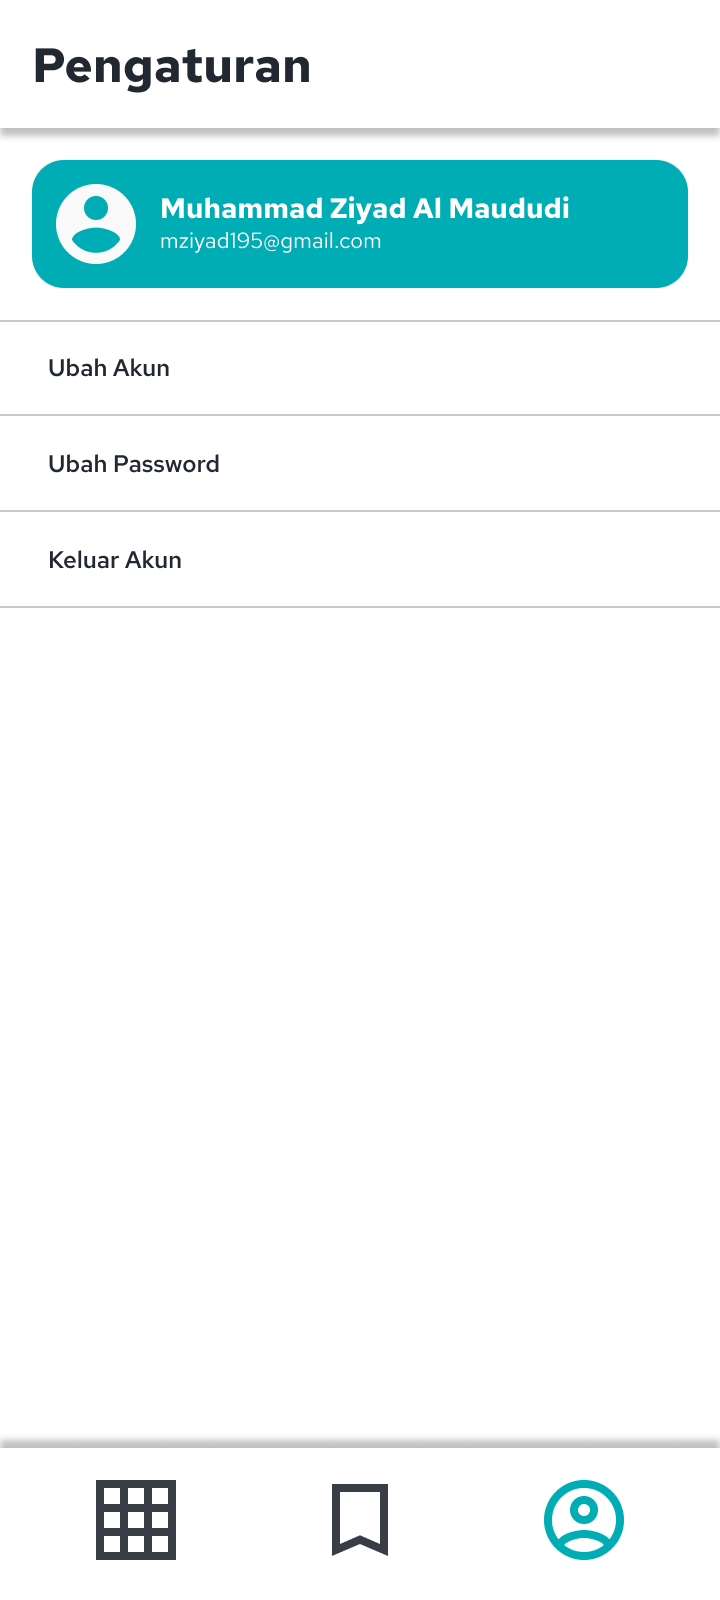 Pengaturan
Muhammad Ziyad Al Maududi
mziyad195@gmail.com
Ubah Akun
Ubah Password
Keluar Akun